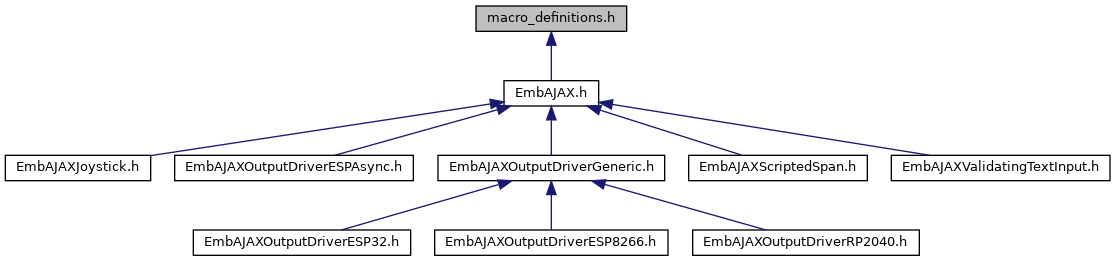 macro_definitions.h
EmbAJAX.h
EmbAJAXJoystick.h
EmbAJAXOutputDriverESPAsync.h
EmbAJAXOutputDriverGeneric.h
EmbAJAXScriptedSpan.h
EmbAJAXValidatingTextInput.h
EmbAJAXOutputDriverESP32.h
EmbAJAXOutputDriverESP8266.h
EmbAJAXOutputDriverRP2040.h